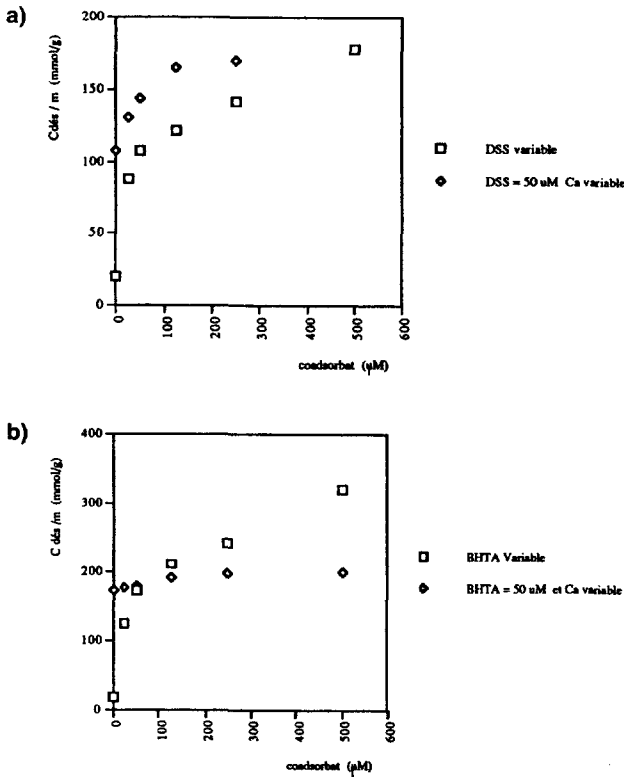 a)
Cdés / m (mmol/g)
200
150
100
50
0
0
100
200
300
400
500
600
coadsorbat (µM)
DSS variable
DSS = 50 uM Ca variable
b)
C dés /m (mmol/g)
400
300
200
100
0
0
100
200
300
400
500
600
coadsorbat (µM)
BHTA Variable
BHTA = 50 uM et Ca variable